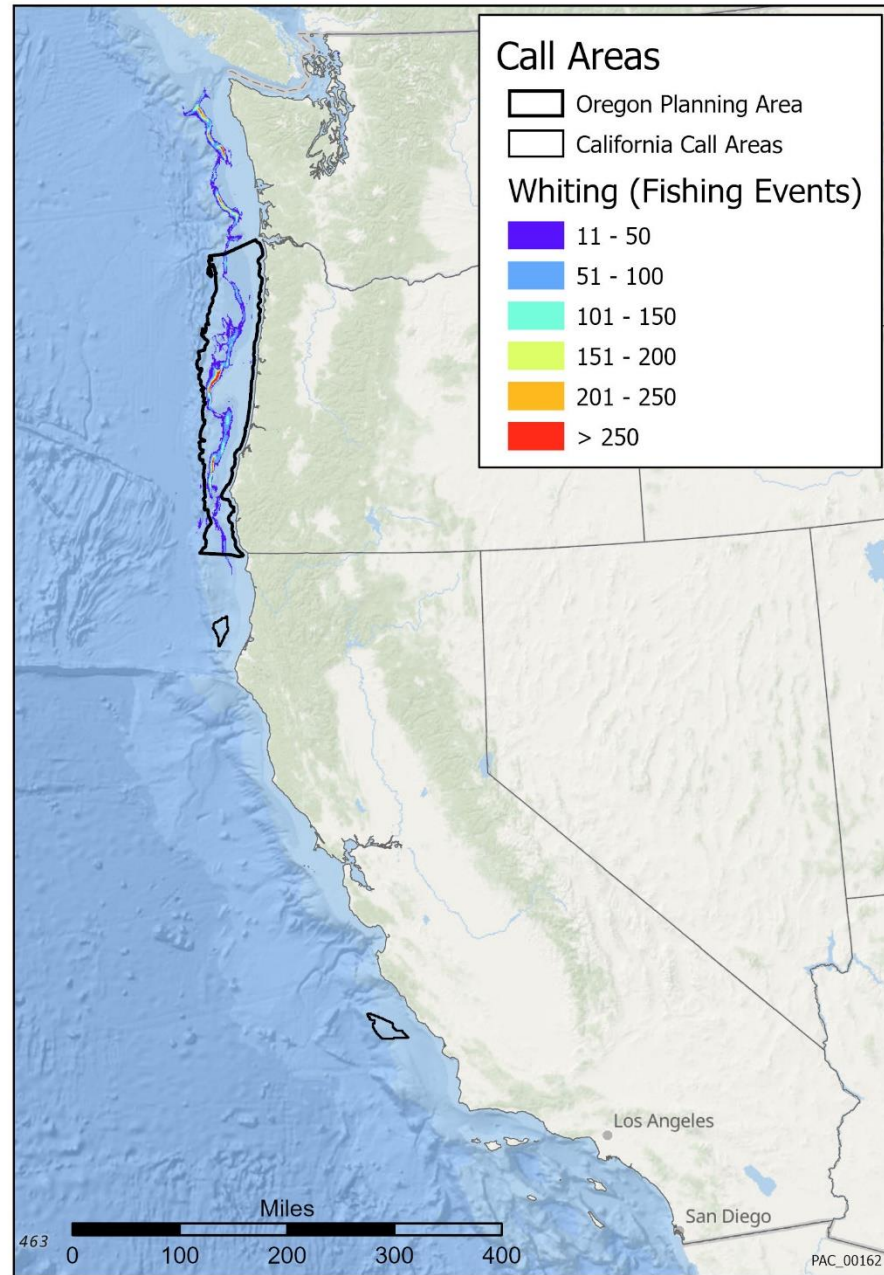 Call Areas
Oregon Planning Area
California Call Areas
Whiting (Fishing Events)
11 - 50
51 - 100
101 - 150
151 - 200
201 - 250
> 250
Los Angeles
San Diego
Miles
0 100 200 300 400
463
PAC_00162